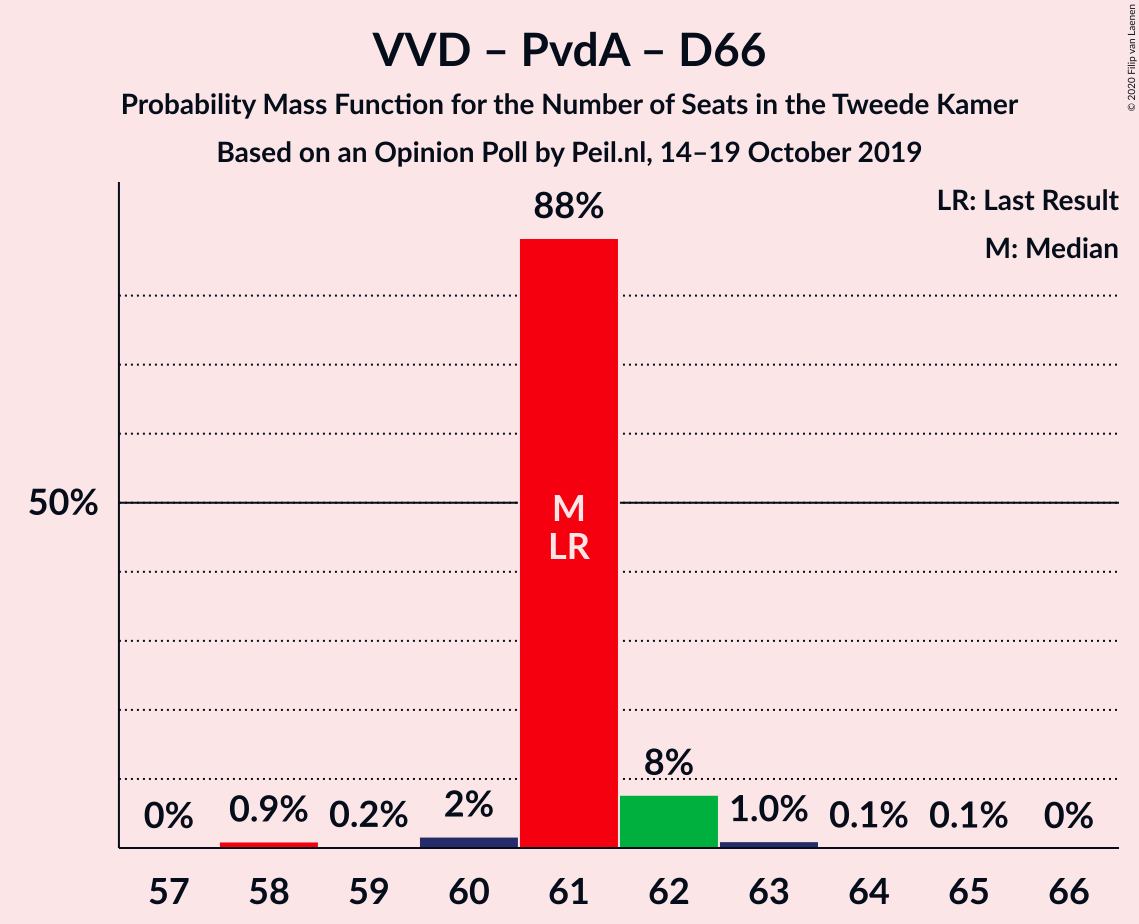 VVD – PvdA – D66
Probability Mass Function for the Number of Seats in the Tweede Kamer
Based on an Opinion Poll by Peil.nl, 14–19 October 2019
© 2020 Filip van Laenen
LR: Last Result
M: Median
50%
0%
0.9%
0.2%
2%
88%
M
LR
8%
1.0%
0.1%
0.1%
0%
57 58 59 60 61 62 63 64 65 66